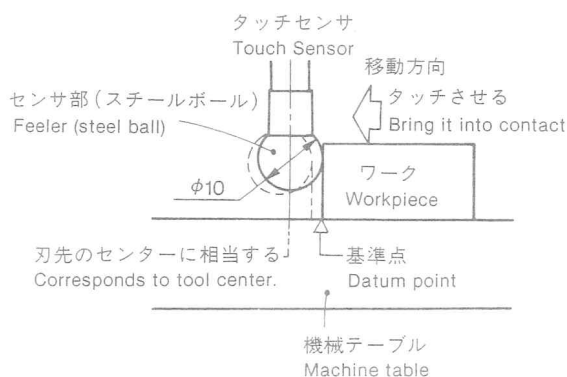 タッチセンサ
Touch Sensor
移動方向
センサ部(スチールボール)
Feeler (steel ball)
タッチさせる
Bring it into contact
φ10
ワーク
Workpiece
刃先のセンターに相当する
Corresponds to tool center.
基準点
Datum point
機械テーブル
Machine table